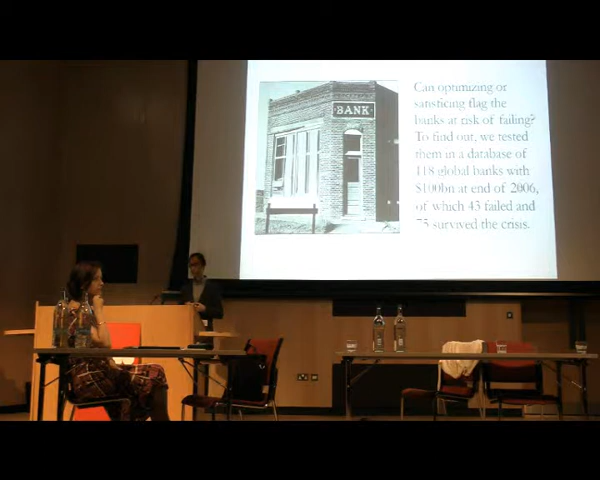 BANK
Can optimizing or
satisficing flag the
banks at risk of failing?
To find out, we tested
them in a database of
118 global banks with
$100bn at end of 2006,
of which 43 failed and
75 survived the crisis.